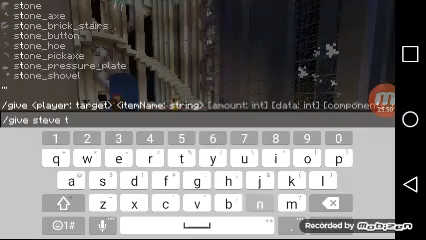 stone
stone_axe
stone_brick_stairs
stone_button
stone_hoe
stone_pickaxe
stone_pressure_plate
stone_shovel
...
/give <player: target> <itemName: string> [amount: int] [data: int] [componen
/give steve t
1 2 3 4 5 6 7 8 9 0
q w e r t y u i o p
a s d f g h j k l
z x c v b n m
1#
Recorded by Mobizen